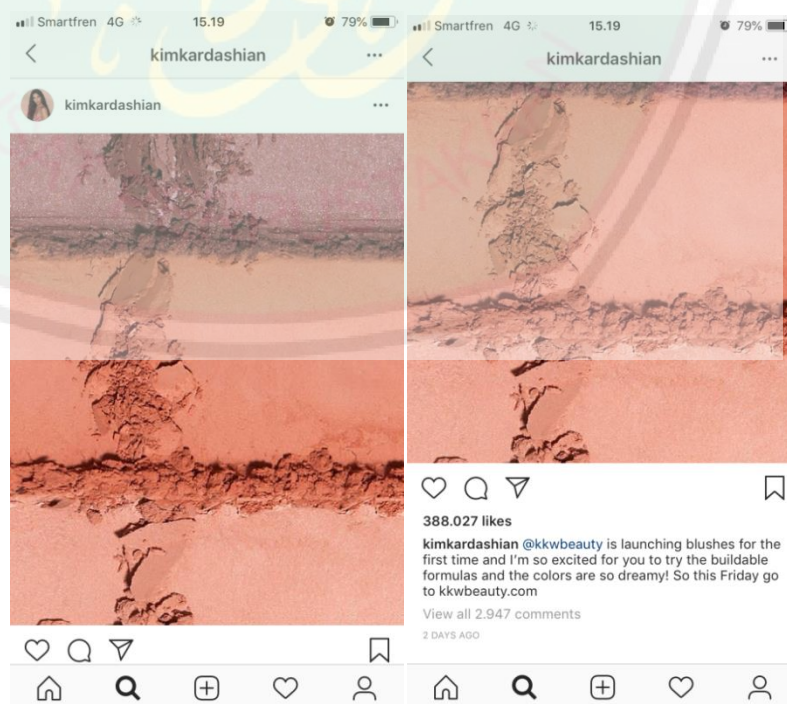 Smartfren 4G 15.19 79%
kimkardashian
kimkardashian
Smartfren 4G 15.19 79%
kimkardashian
388.027 likes
kimkardashian @kkwbeauty is launching blushes for the
first time and I'm so excited for you to try the buildable
formulas and the colors are so dreamy! So this Friday go
to kkwbeauty.com
View all 2.947 comments
2 DAYS AGO